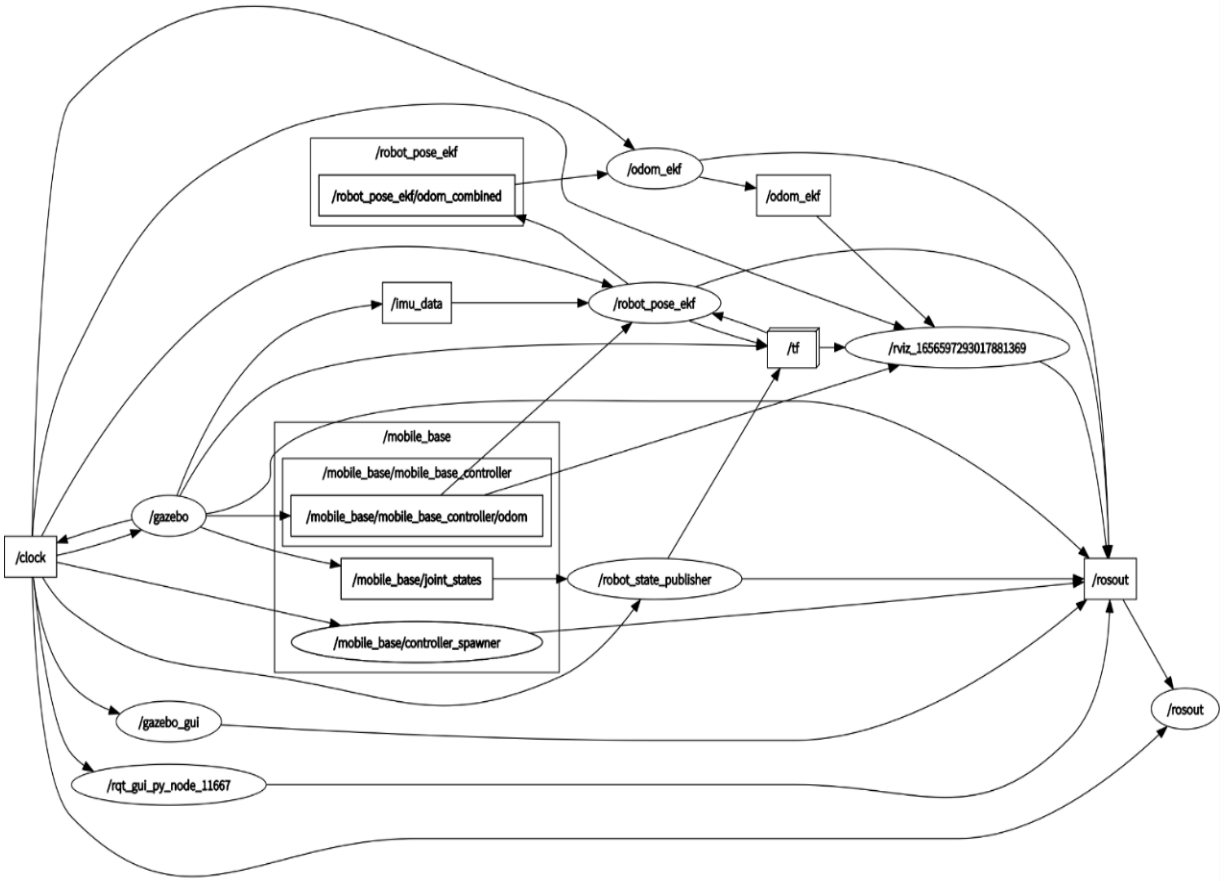 /robot_pose_ekf
/odom_ekf
/robot_pose_ekf/odom_combined
/odom_ekf
/imu_data
/robot_pose_ekf
/tf
/rviz_1656597293017881369
/mobile_base
/mobile_base/mobile_base_controller
/gazebo
/mobile_base/mobile_base_controller/odom
/clock
/mobile_base/joint_states
/robot_state_publisher
/rosout
/mobile_base/controller_spawner
/gazebo_gui
/rosout
/rqt_gui_py_node_11667